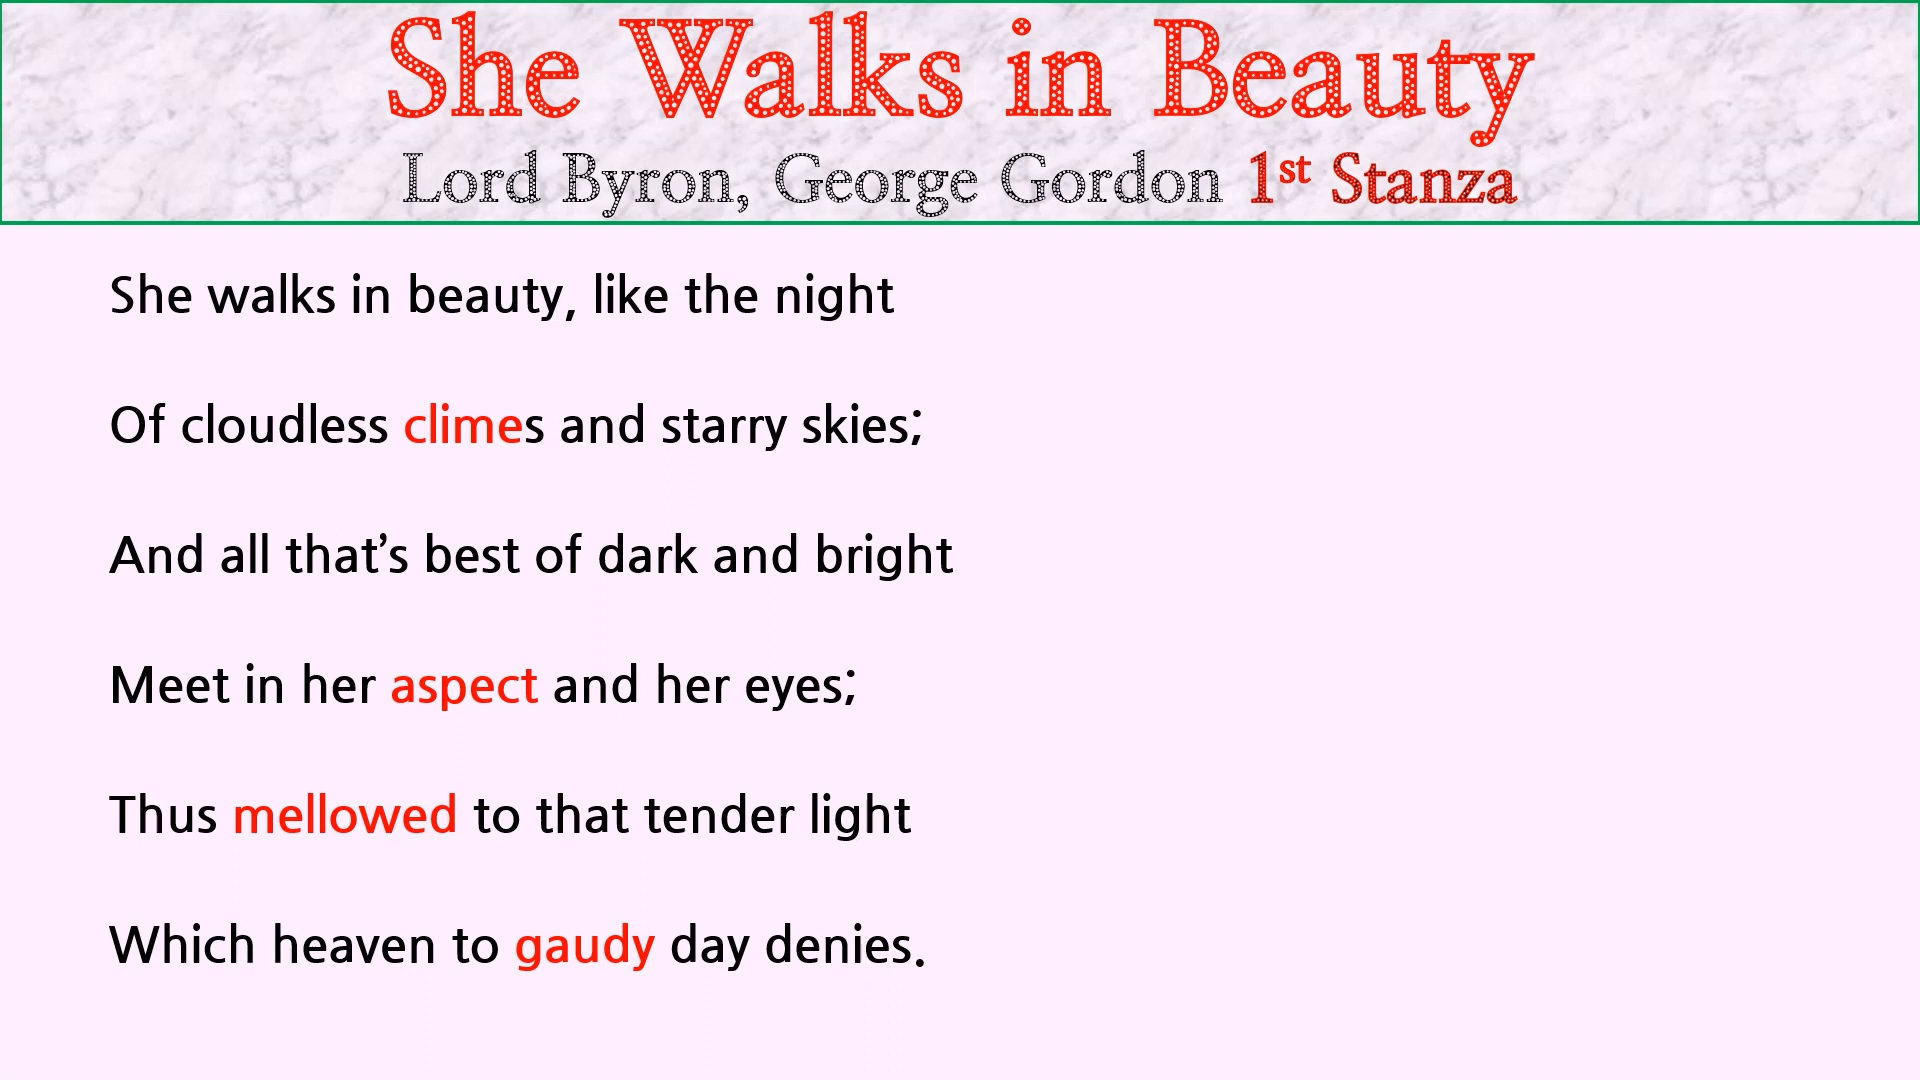 She Walks in Beauty
Lord Byron, George Gordon 1st Stanza
She walks in beauty, like the night
Of cloudless climes and starry skies;
And all that’s best of dark and bright
Meet in her aspect and her eyes;
Thus mellowed to that tender light
Which heaven to gaudy day denies.